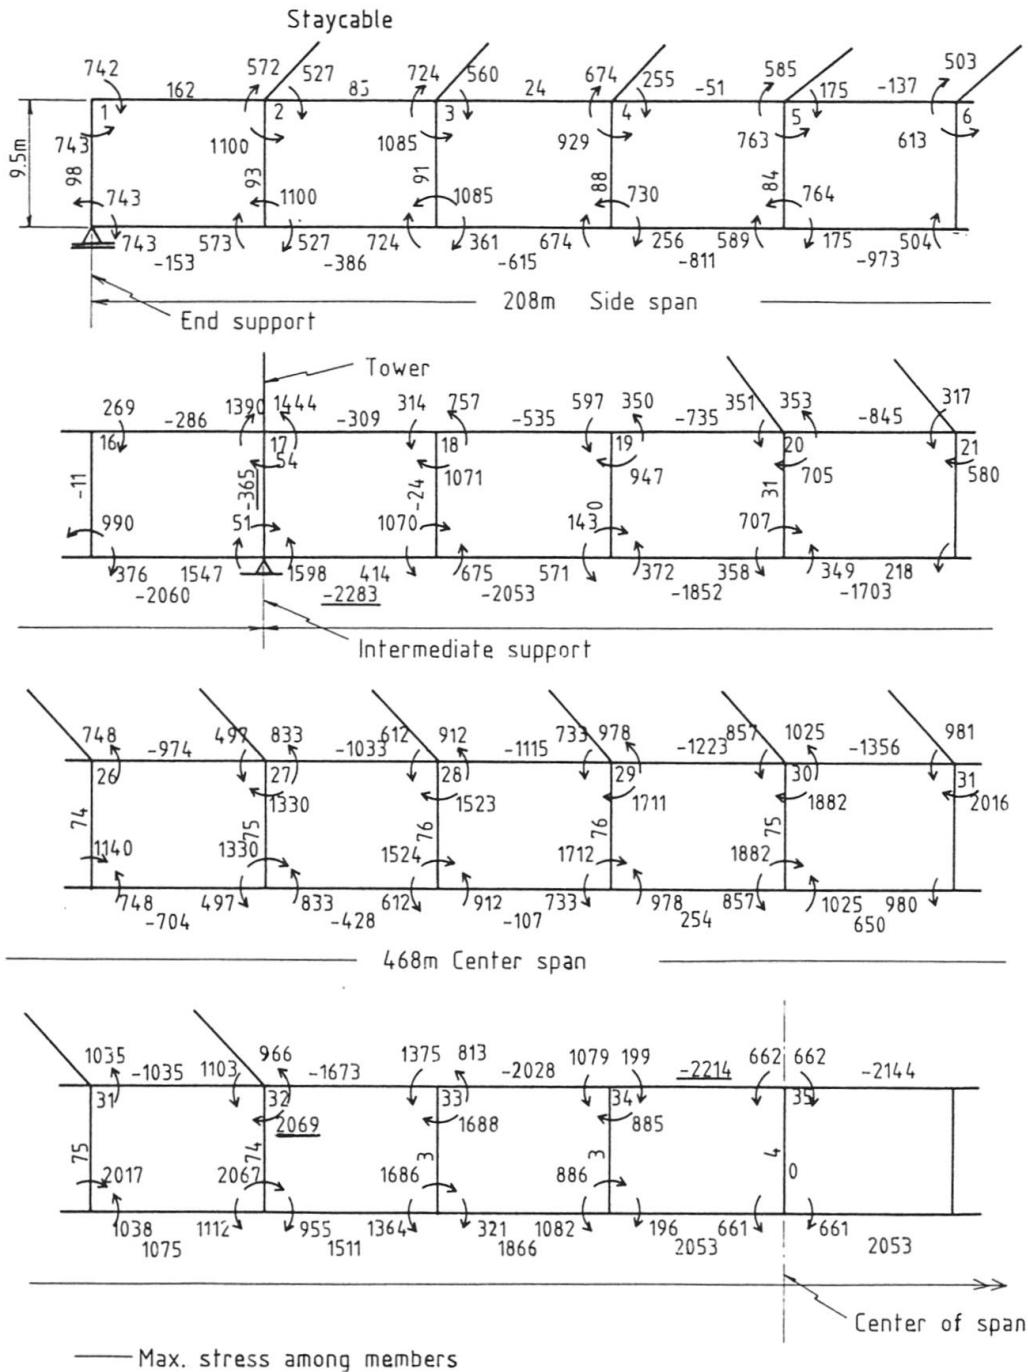 Staycable
742 162 572 527 85 724 560 24 674 255 -51 585 175 -137 503
1 2 3 4 5 6
743 1100 1085 929 763 613
9.5m 98 93 91 88 84
743 1100 1085 730 764
743 573 527 724 361 674 256 589 175 504
-153 -386 -615 -811 -973
208m Side span
End support
Tower
269 -286 1390 1444 -309 314 757 -535 597 350 -735 351 353 -845 317
16 17 18 19 20 21
54 1071 947 705 580
-11 -365 -24 0 31
990 51 1070 143 707
376 1547 1598 414 675 571 372 358 349 218
-2060 -2283 -2053 -1852 -1703
Intermediate support
748 -974 497 833 -1033 612 912 -1115 733 978 -1223 857 1025 -1356 981
26 27 28 29 30 31
1330 1523 1711 1882 2016
74 75 76 76 75
1140 1330 1524 1712 1882
748 497 833 612 912 733 978 857 1025 980
-704 -428 -107 254 650
468m Center span
1035 -1035 1103 966 -1673 1375 813 -2028 1079 199 -2214 662 662 -2144
31 32 33 34 35
2069 1688 885
75 74 3 3 4 0
2017 2067 1686 886
1038 1112 955 1364 321 1082 196 661 661
1075 1511 1866 2053 2053
Center of span
Max. stress among members